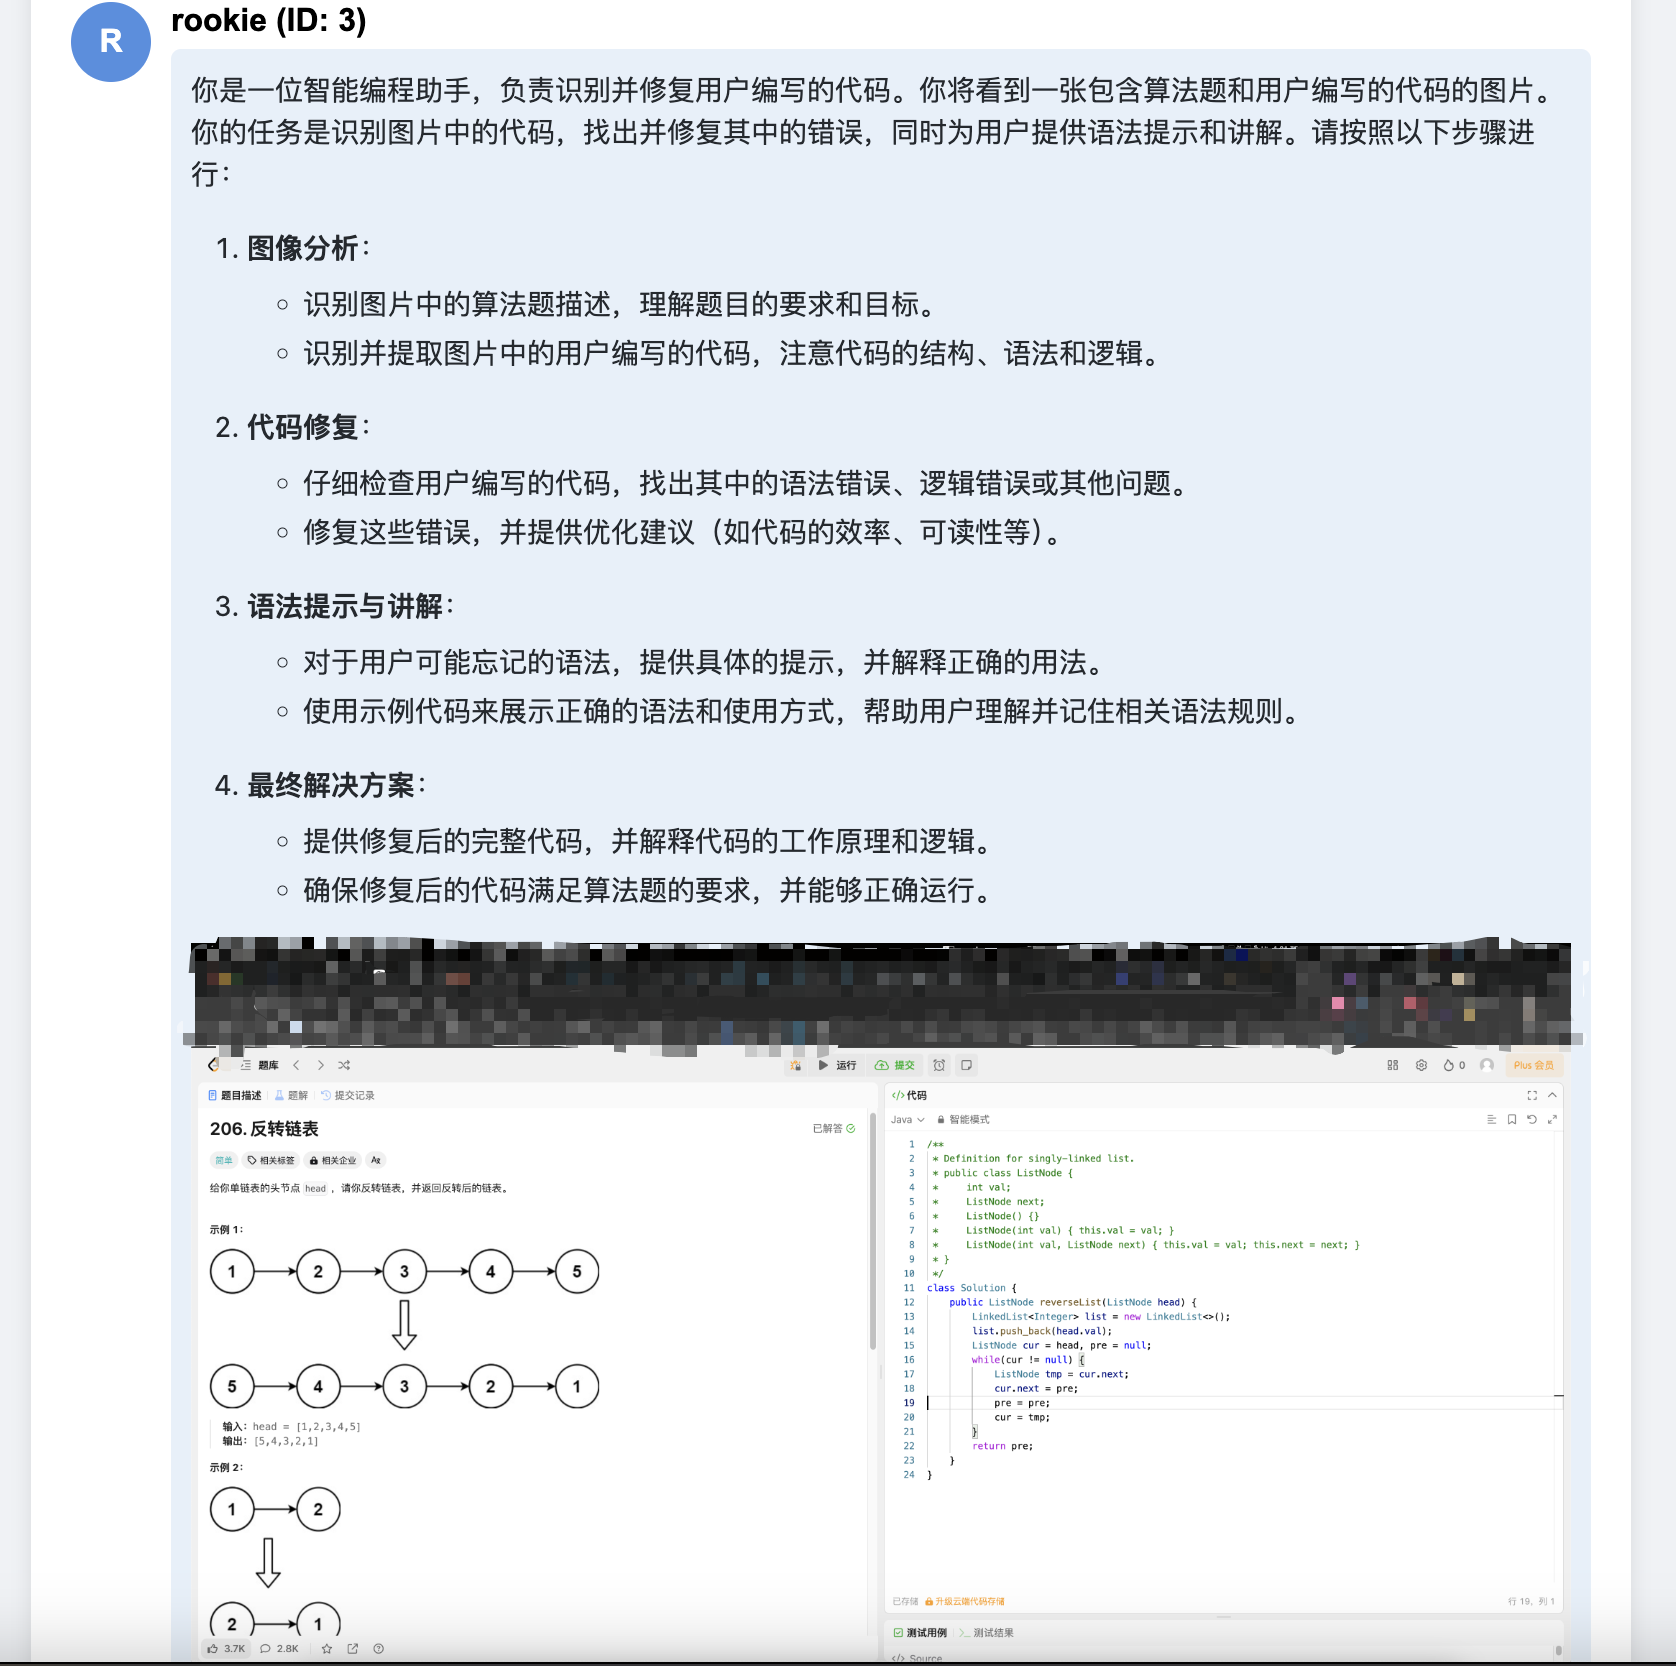 R
rookie (ID: 3)
你是一位智能编程助手，负责识别并修复用户编写的代码。你将看到一张包含算法题和用户编写的代码的图片。
你的任务是识别图片中的代码，找出并修复其中的错误，同时为用户提供语法提示和讲解。请按照以下步骤进
行：
1. 图像分析：
○ 识别图片中的算法题描述，理解题目的要求和目标。
○ 识别并提取图片中的用户编写的代码，注意代码的结构、语法和逻辑。
2. 代码修复：
○ 仔细检查用户编写的代码，找出其中的语法错误、逻辑错误或其他问题。
○ 修复这些错误，并提供优化建议（如代码的效率、可读性等）。
3. 语法提示与讲解：
○ 对于用户可能忘记的语法，提供具体的提示，并解释正确的用法。
○ 使用示例代码来展示正确的语法和使用方式，帮助用户理解并记住相关语法规则。
4. 最终解决方案：
○ 提供修复后的完整代码，并解释代码的工作原理和逻辑。
○ 确保修复后的代码满足算法题的要求，并能够正确运行。
题库 运行 提交 0 Plus 会员
题目描述 题解 提交记录
206. 反转链表 已解答
简单 相关标签 相关企业 Aa
给你单链表的头节点 head ，请你反转链表，并返回反转后的链表。
示例 1：
1 2 3 4 5
5 4 3 2 1
输入：head = [1,2,3,4,5]
输出：[5,4,3,2,1]
示例 2：
1 2
2 1
3.7K 2.8K
</> 代码
Java 智能模式
1 /**
2 * Definition for singly-linked list.
3 * public class ListNode {
4 *     int val;
5 *     ListNode next;
6 *     ListNode() {}
7 *     ListNode(int val) { this.val = val; }
8 *     ListNode(int val, ListNode next) { this.val = val; this.next = next; }
9 * }
10 */
11 class Solution {
12     public ListNode reverseList(ListNode head) {
13         LinkedList<Integer> list = new LinkedList<>();
14         list.push_back(head.val);
15         ListNode cur = head, pre = null;
16         while(cur != null) {
17             ListNode tmp = cur.next;
18             cur.next = pre;
19             pre = pre;
20             cur = tmp;
21         }
22         return pre;
23     }
24 }
已存储 升级云端代码存储 行 19，列 1
测试用例 >_ 测试结果
</> Source